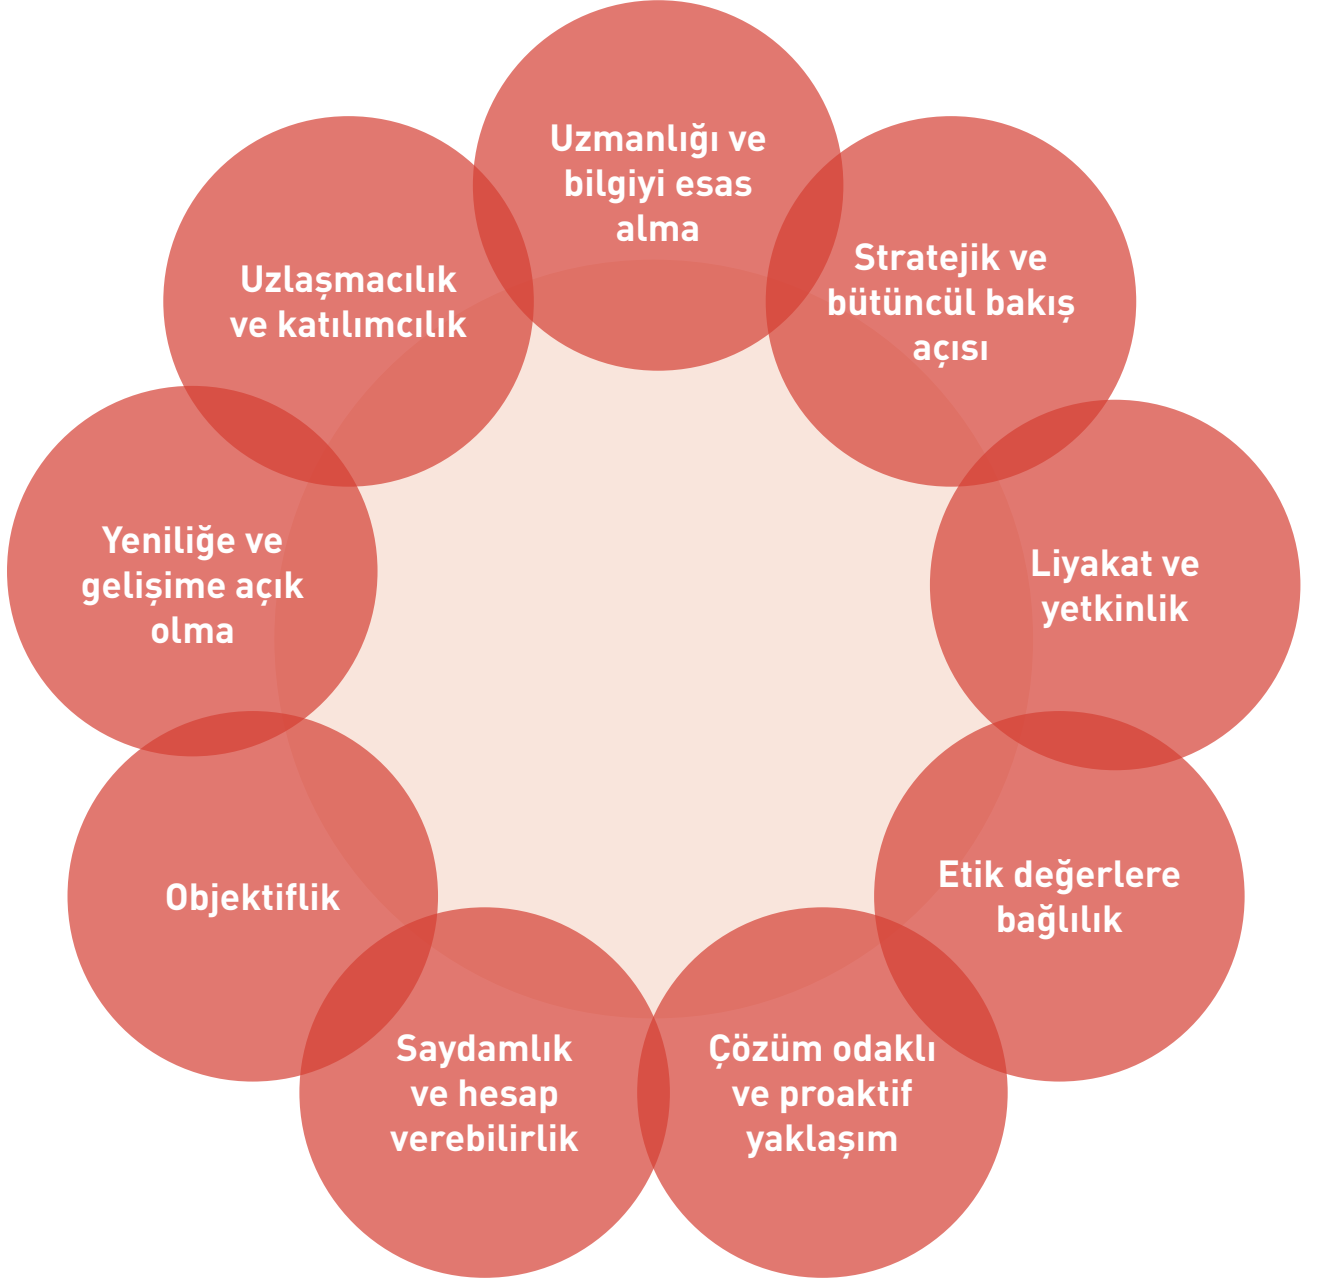 Uzmanlığı ve
bilgiyi esas
alma
Stratejik ve
bütüncül bakış
açısı
Liyakat ve
yetkinlik
Etik değerlere
bağlılık
Çözüm odaklı
ve proaktif
yaklaşım
Saydamlık
ve hesap
verebilirlik
Objektiflik
Yeniliğe ve
gelişime açık
olma
Uzlaşmacılık
ve katılımcılık